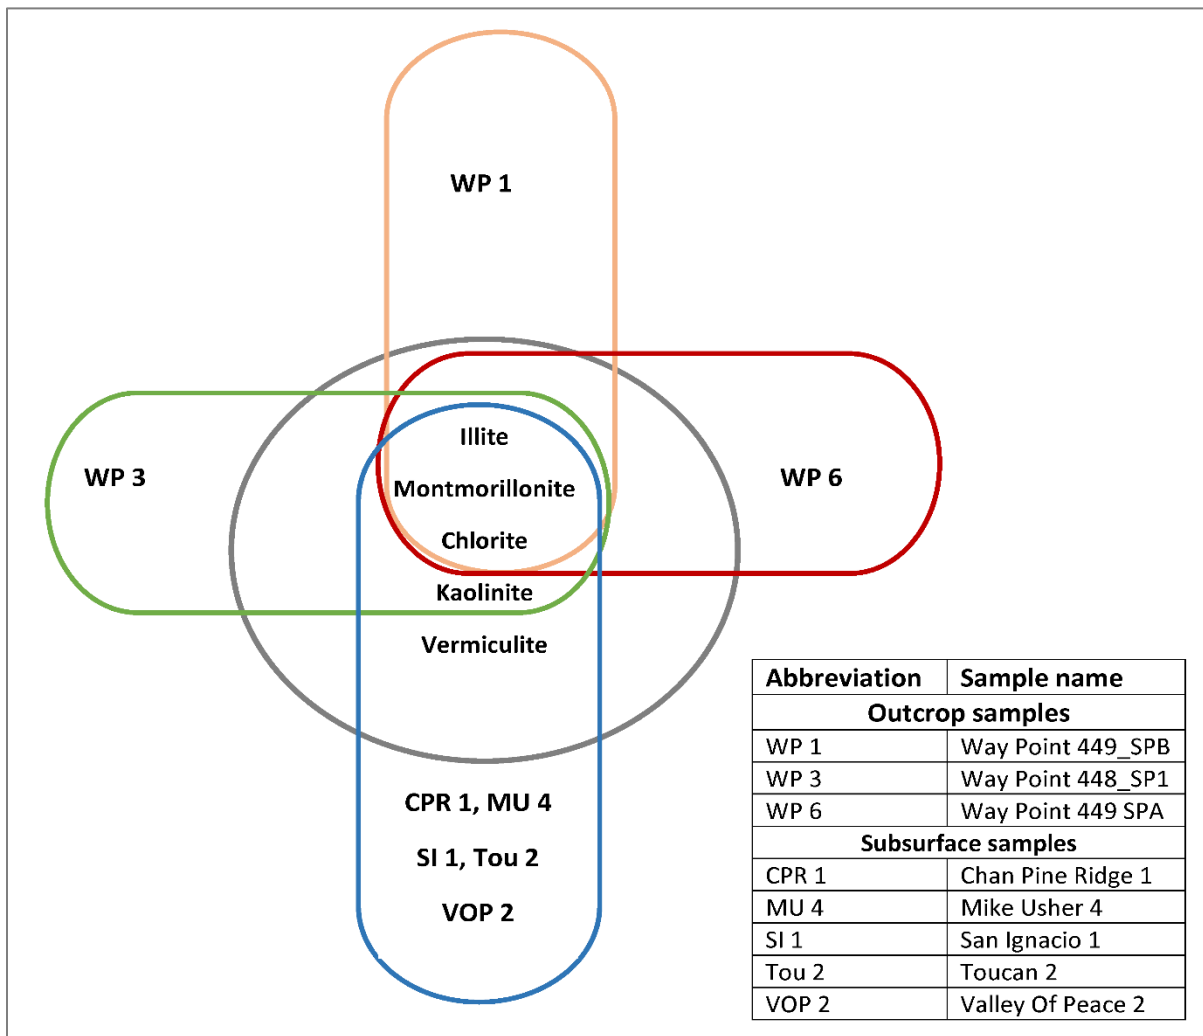 WP 1
WP 3
WP 6
Illite
Montmorillonite
Chlorite
Kaolinite
Vermiculite
CPR 1, MU 4
SI 1, Tou 2
VOP 2
Abbreviation Sample name
Outcrop samples
WP 1 Way Point 449_SPB
WP 3 Way Point 448_SP1
WP 6 Way Point 449 SPA
Subsurface samples
CPR 1 Chan Pine Ridge 1
MU 4 Mike Usher 4
SI 1 San Ignacio 1
Tou 2 Toucan 2
VOP 2 Valley Of Peace 2